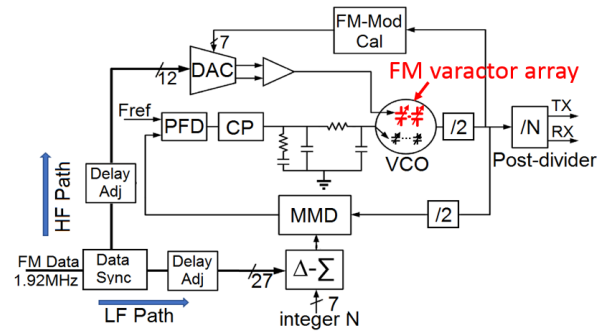 FM-Mod
Cal
7
DAC
12
FM varactor array
Fref
PFD
CP
VCO
/2
/N
TX
RX
Post-divider
HF Path
Delay
Adj
MMD
/2
FM Data
1.92MHz
Data
Sync
Delay
Adj
27
Δ-Σ
LF Path
7
integer N